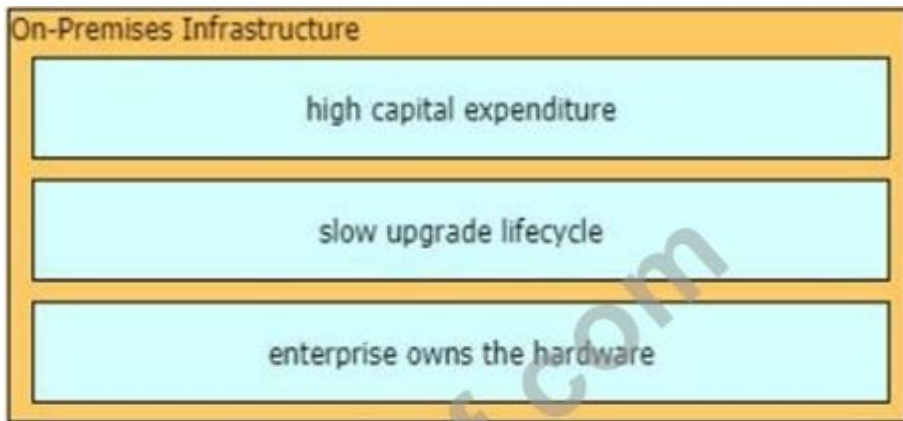 On-Premises Infrastructure
high capital expenditure
slow upgrade lifecycle
enterprise owns the hardware